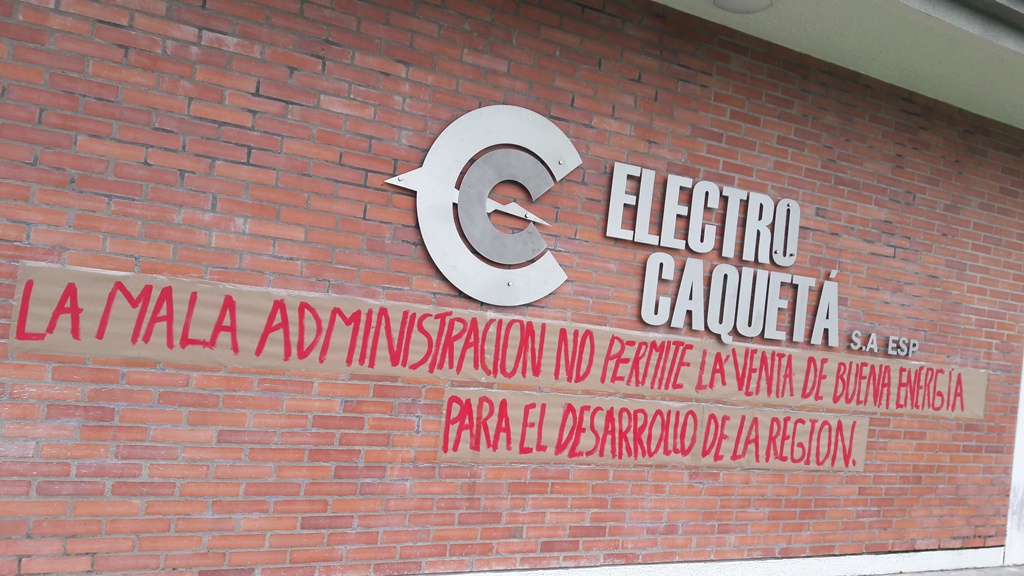 ELECTRO
CAQUETÁ
S.A ESP
LA MALA ADMINISTRACION NO PERMITE LA VENTA DE BUENA ENERGÍA
PARA EL DESARROLLO DE LA REGION.